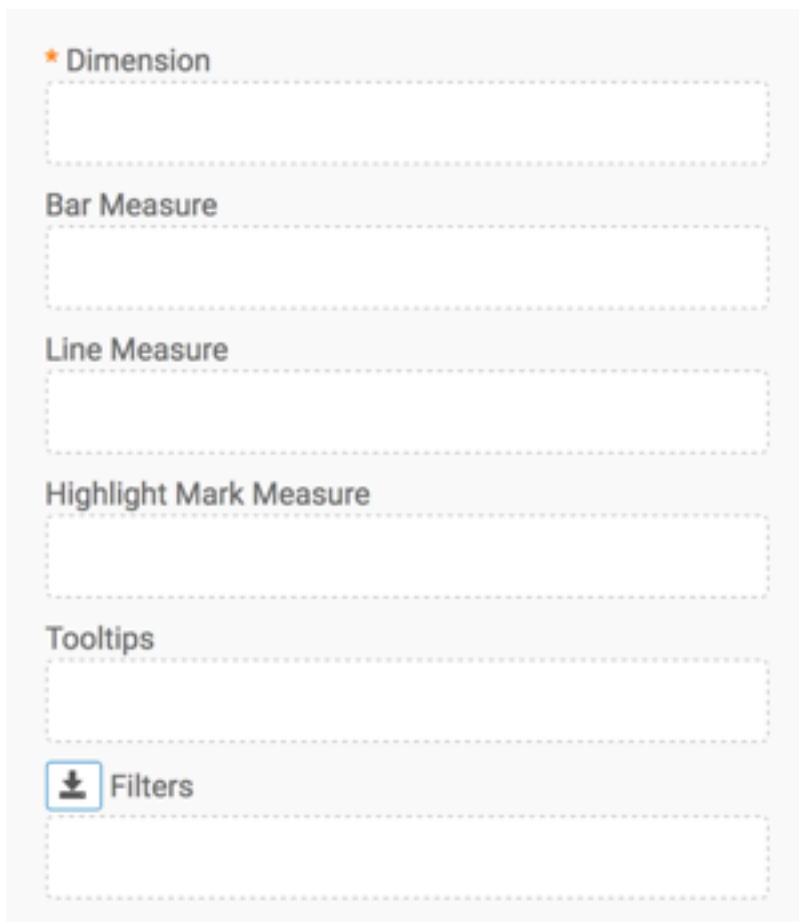 * Dimension
Bar Measure
Line Measure
Highlight Mark Measure
Tooltips
Filters